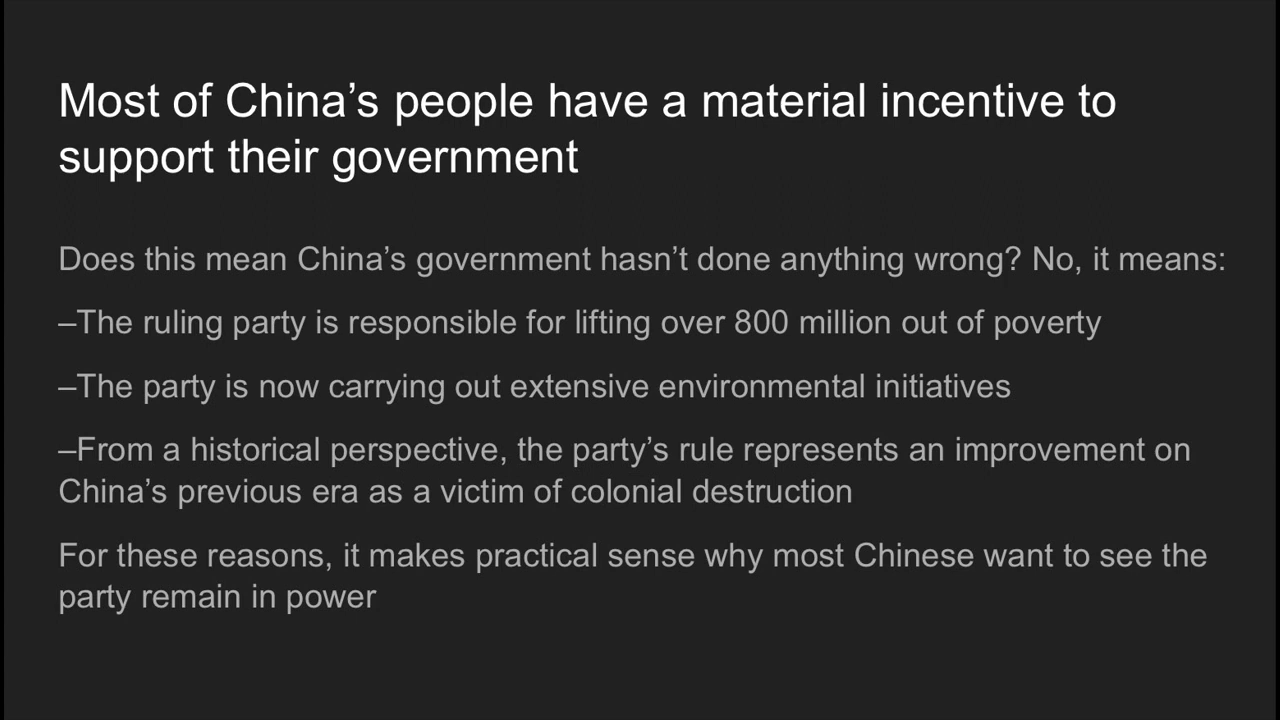 Most of China’s people have a material incentive to
support their government
Does this mean China’s government hasn’t done anything wrong? No, it means:
–The ruling party is responsible for lifting over 800 million out of poverty
–The party is now carrying out extensive environmental initiatives
–From a historical perspective, the party’s rule represents an improvement on
China’s previous era as a victim of colonial destruction
For these reasons, it makes practical sense why most Chinese want to see the
party remain in power